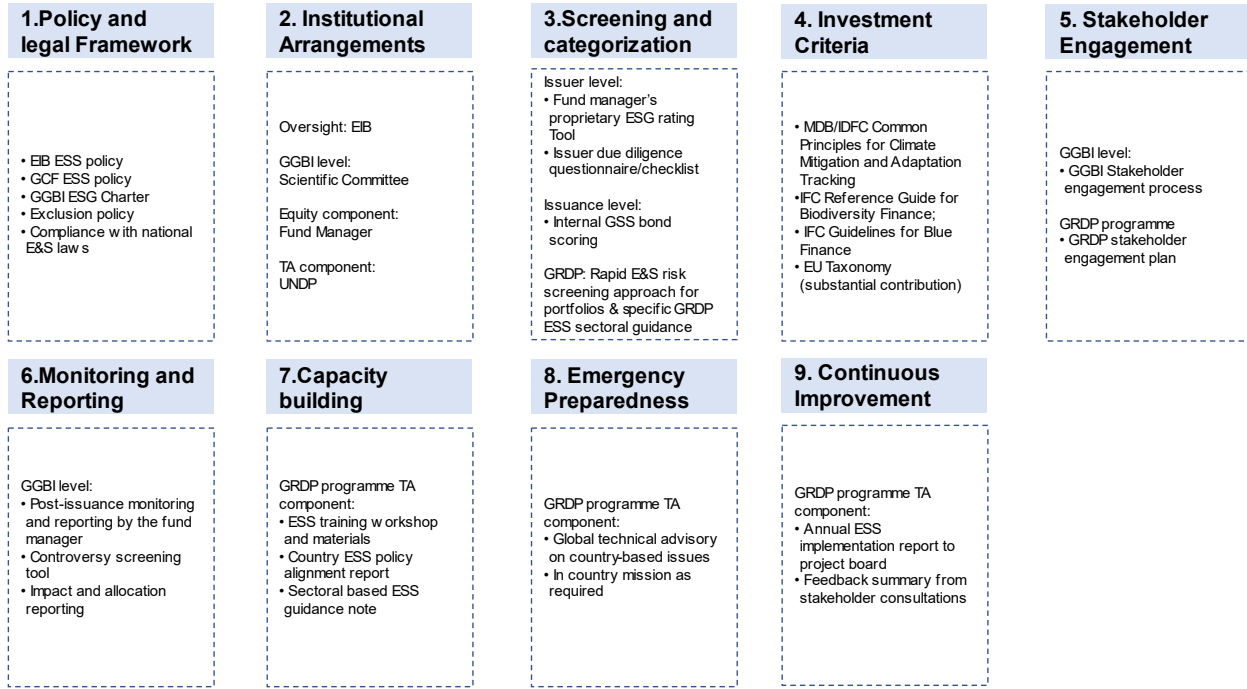 1.Policy and
legal Framework
• EIB ESS policy
• GCF ESS policy
• GGBI ESG Charter
• Exclusion policy
• Compliance with national
E&S laws
2. Institutional
Arrangements
Oversight: EIB
GGBI level:
Scientific Committee
Equity component:
Fund Manager
TA component:
UNDP
3.Screening and
categorization
Issuer level:
• Fund manager's
proprietary ESG rating
Tool
• Issuer due diligence
questionnaire/checklist
Issuance level:
• Internal GSS bond
scoring
GRDP: Rapid E&S risk
screening approach for
portfolios & specific GRDP
ESS sectoral guidance
4. Investment
Criteria
• MDB/IDFC Common
Principles for Climate
Mitigation and Adaptation
Tracking
•IFC Reference Guide for
Biodiversity Finance;
• IFC Guidelines for Blue
Finance
• EU Taxonomy
(substantial contribution)
5. Stakeholder
Engagement
GGBI level:
• GGBI Stakeholder
engagement process
GRDP programme
• GRDP stakeholder
engagement plan
6.Monitoring and
Reporting
GGBI level:
• Post-issuance monitoring
and reporting by the fund
manager
• Controversy screening
tool
• Impact and allocation
reporting
7.Capacity
building
GRDP programme TA
component:
• ESS training workshop
and materials
• Country ESS policy
alignment report
• Sectoral based ESS
guidance note
8. Emergency
Preparedness
GRDP programme TA
component:
• Global technical advisory
on country-based issues
• In country mission as
required
9. Continuous
Improvement
GRDP programme TA
component:
• Annual ESS
implementation report to
project board
• Feedback summary from
stakeholder consultations